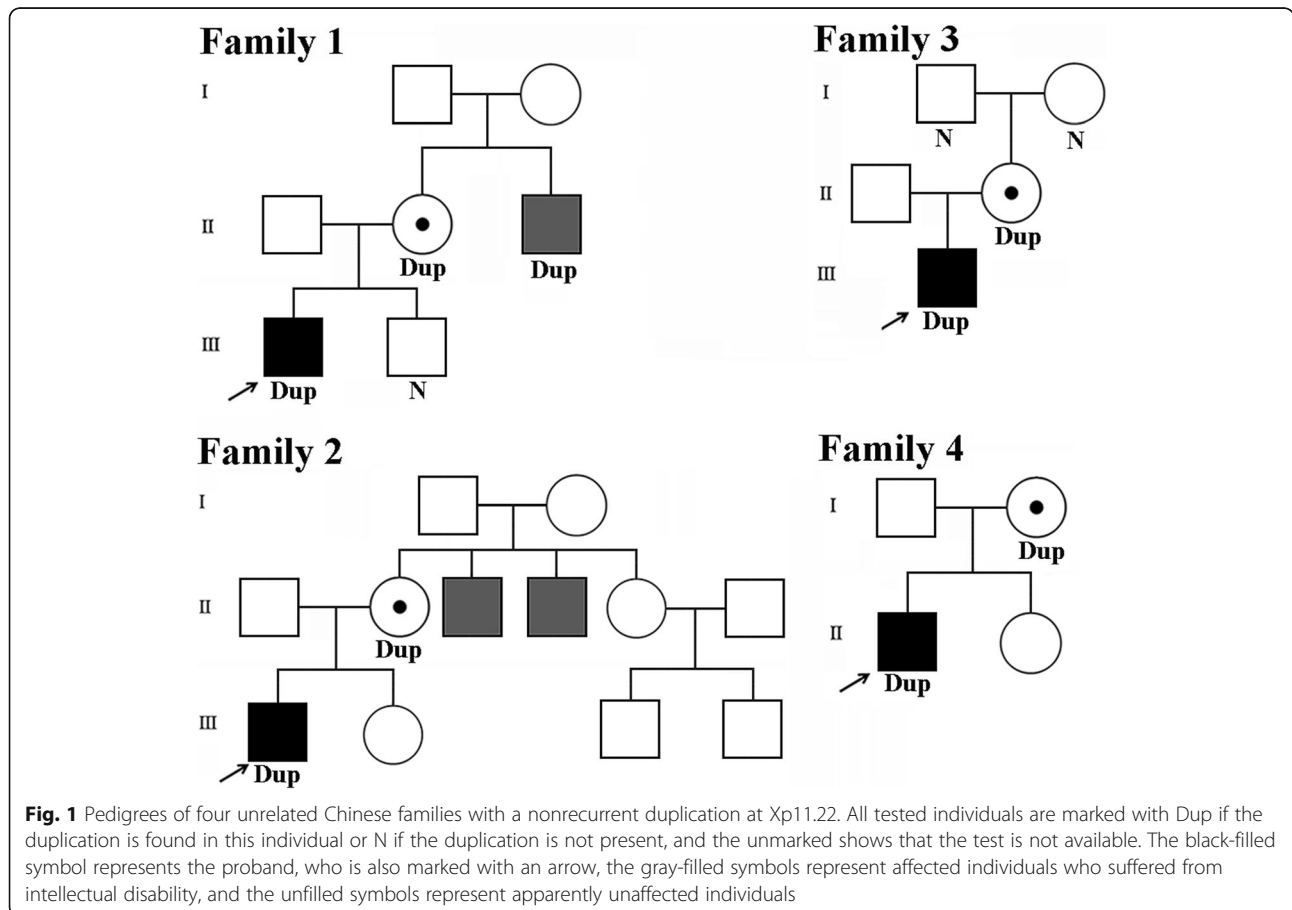 Family 1
I
II
Dup
Dup
III
Dup
N
Family 3
I
N
N
II
Dup
III
Dup
Family 2
I
II
Dup
III
Dup
Family 4
I
Dup
II
Dup
Fig. 1 Pedigrees of four unrelated Chinese families with a nonrecurrent duplication at Xp11.22. All tested individuals are marked with Dup if the
duplication is found in this individual or N if the duplication is not present, and the unmarked shows that the test is not available. The black-filled
symbol represents the proband, who is also marked with an arrow, the gray-filled symbols represent affected individuals who suffered from
intellectual disability, and the unfilled symbols represent apparently unaffected individuals